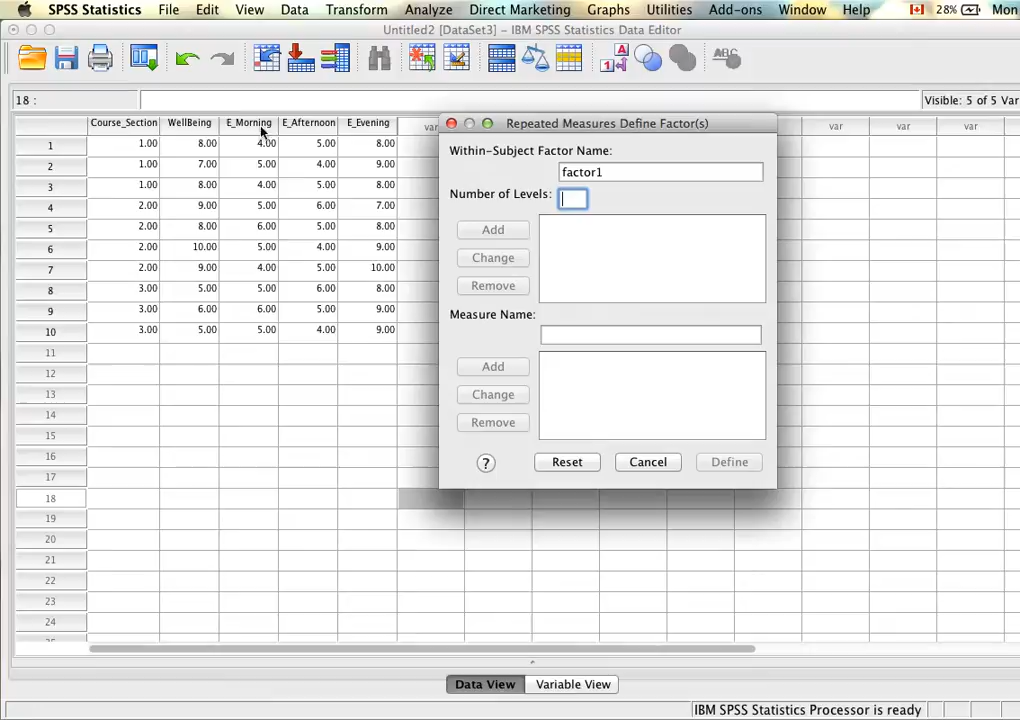 SPSS Statistics File Edit View Data Transform Analyze Direct Marketing Graphs Utilities Add-ons Window Help 28% Mon
Untitled2 [DataSet3] – IBM SPSS Statistics Data Editor
18 : Visible: 5 of 5 Var
Course_Section WellBeing E_Morning E_Afternoon E_Evening var var var var
1 1.00 8.00 4.00 5.00 8.00
2 1.00 7.00 5.00 4.00 9.00
3 1.00 8.00 4.00 5.00 8.00
4 2.00 9.00 5.00 6.00 7.00
5 2.00 8.00 6.00 5.00 8.00
6 2.00 10.00 5.00 4.00 9.00
7 2.00 9.00 4.00 5.00 10.00
8 3.00 5.00 5.00 6.00 8.00
9 3.00 6.00 6.00 5.00 9.00
10 3.00 5.00 5.00 4.00 9.00
11
12
13
14
15
16
17
18
19
20
21
22
23
24
Repeated Measures Define Factor(s)
Within-Subject Factor Name:
factor1
Number of Levels:
Add
Change
Remove
Measure Name:
Add
Change
Remove
? Reset Cancel Define
Data View Variable View
IBM SPSS Statistics Processor is ready